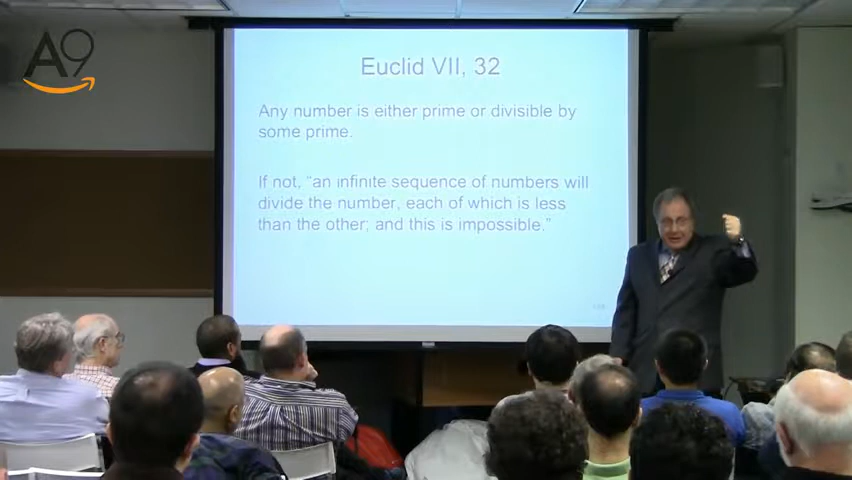 A9
Euclid VII, 32
Any number is either prime or divisible by
some prime.
If not, “an infinite sequence of numbers will
divide the number, each of which is less
than the other; and this is impossible.”